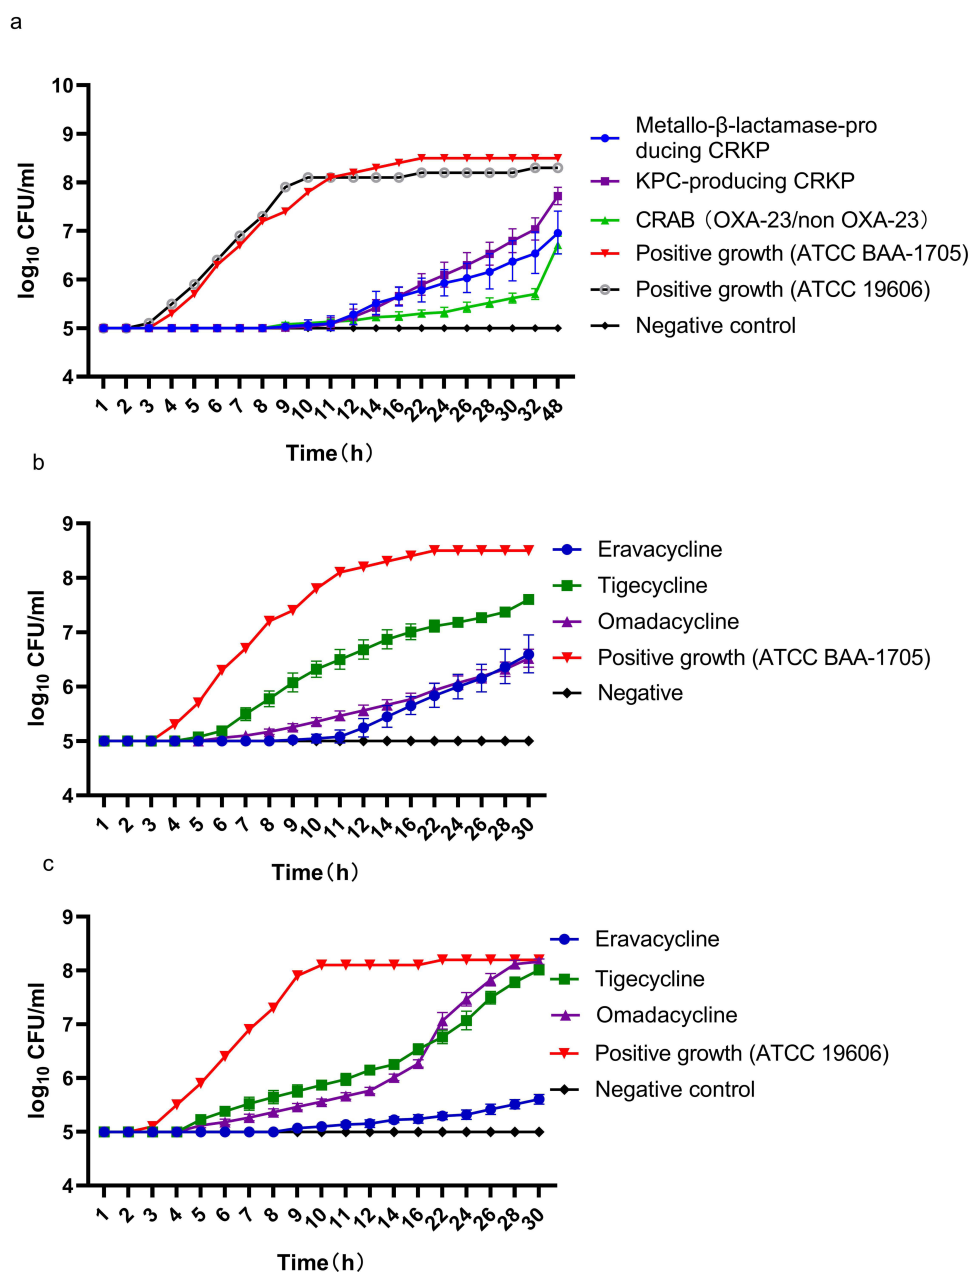 a
10
9
8
7
6
5
4
log10 CFU/ml
1 2 3 4 5 6 7 8 9 10 11 12 14 16 22 24 26 28 30 32 48
Time（h）
Metallo-β-lactamase-pro
ducing CRKP
KPC-producing CRKP
CRAB（OXA-23/non OXA-23）
Positive growth (ATCC BAA-1705)
Positive growth (ATCC 19606)
Negative control
b
9
8
7
6
5
4
log10 CFU/ml
1 2 3 4 5 6 7 8 9 10 11 12 14 16 22 24 26 28 30
Time（h）
Eravacycline
Tigecycline
Omadacycline
Positive growth (ATCC BAA-1705)
Negative
c
9
8
7
6
5
4
log10 CFU/ml
1 2 3 4 5 6 7 8 9 10 11 12 14 16 22 24 26 28 30
Time（h）
Eravacycline
Tigecycline
Omadacycline
Positive growth (ATCC 19606)
Negative control